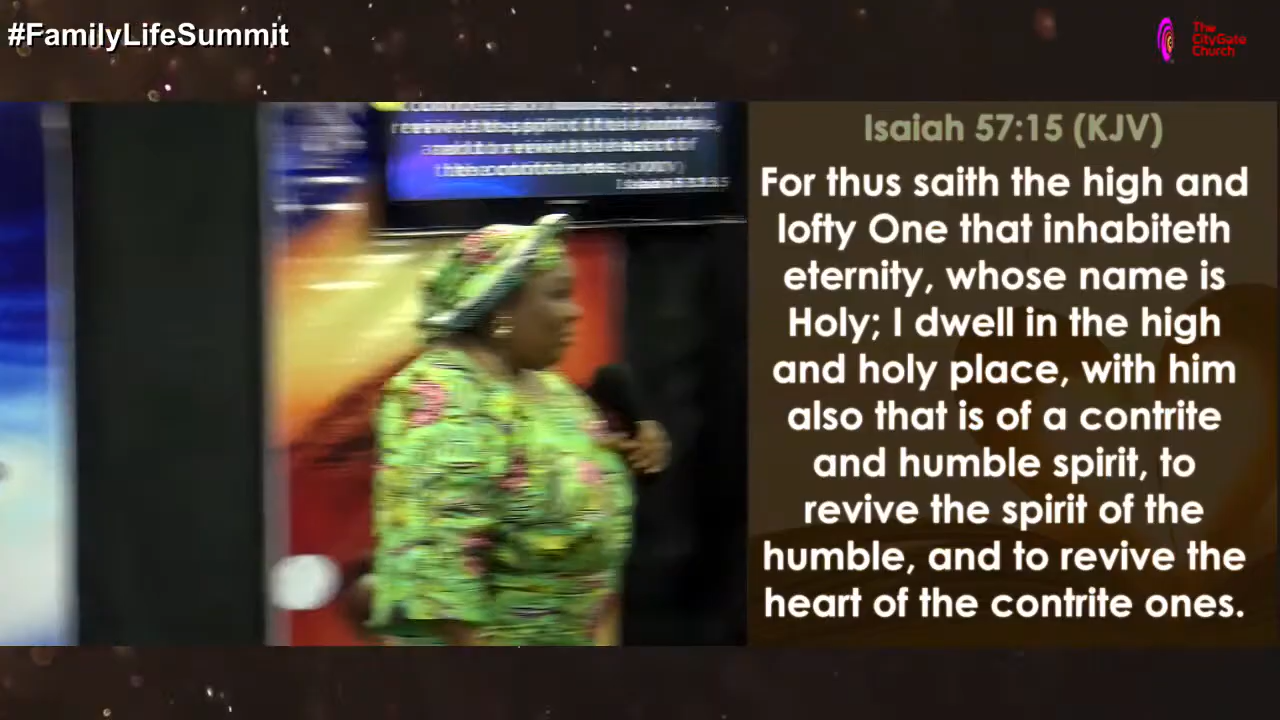 #FamilyLifeSummit
The
CityGate
Church
Isaiah 57:15 (KJV)
For thus saith the high and
lofty One that inhabiteth
eternity, whose name is
Holy; I dwell in the high
and holy place, with him
also that is of a contrite
and humble spirit, to
revive the spirit of the
humble, and to revive the
heart of the contrite ones.